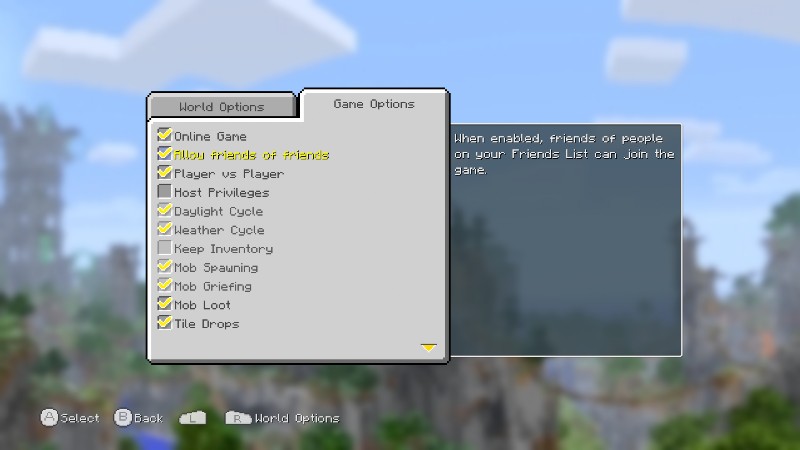 World Options
Game Options
Online Game
Allow friends of friends
Player vs Player
Host Privileges
Daylight Cycle
Weather Cycle
Keep Inventory
Mob Spawning
Mob Griefing
Mob Loot
Tile Drops
When enabled, friends of people
on your Friends List can join the
game.
A Select B Back L R World Options